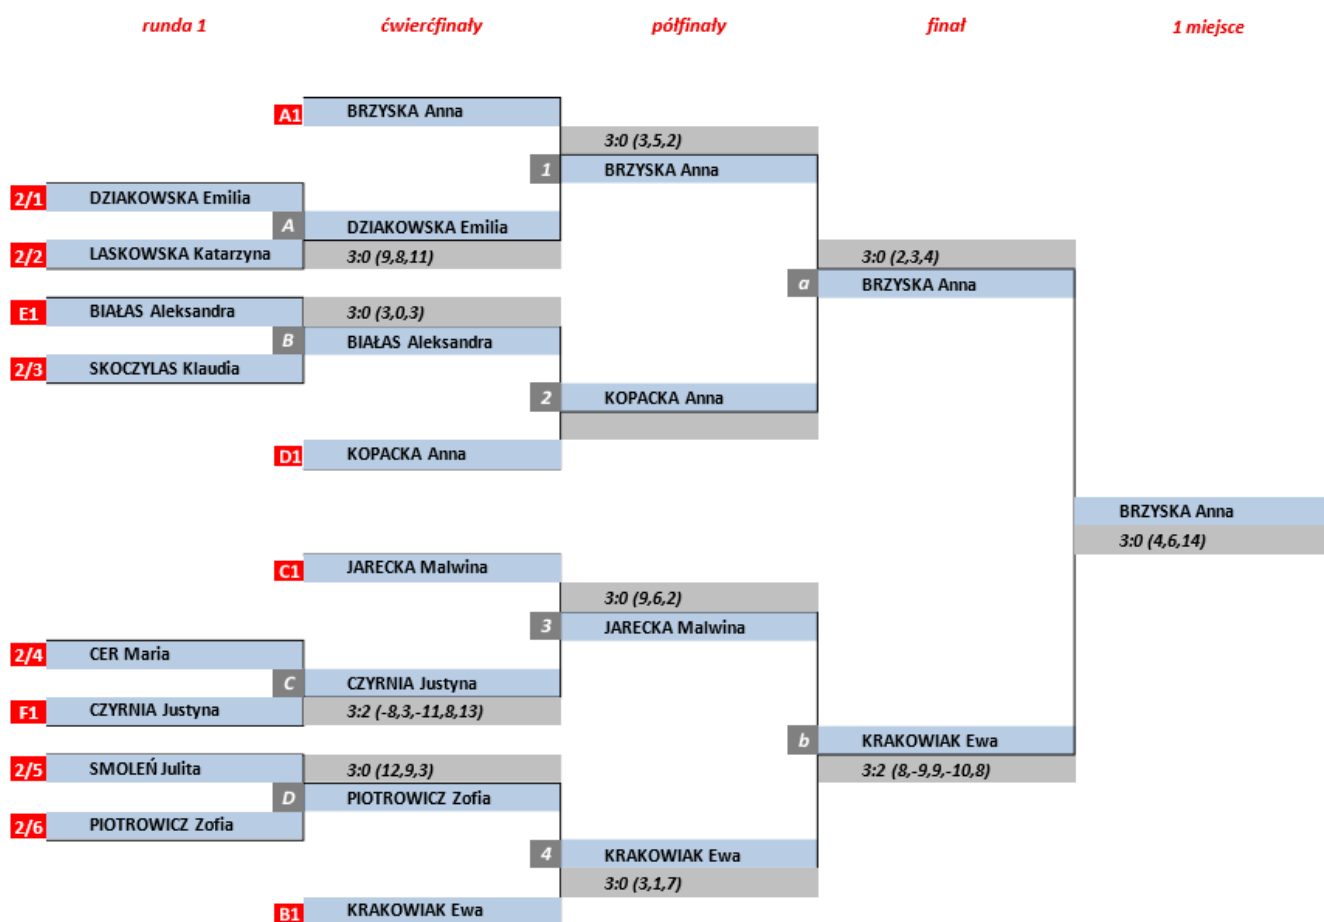 runda 1 ćwierćfinały półfinały finał 1 miejsce
A1 BRZYSKA Anna
3:0 (3,5,2)
1 BRZYSKA Anna
2/1 DZIAKOWSKA Emilia
A DZIAKOWSKA Emilia
2/2 LASKOWSKA Katarzyna 3:0 (9,8,11) 3:0 (2,3,4)
a BRZYSKA Anna
E1 BIAŁAS Aleksandra 3:0 (3,0,3)
B BIAŁAS Aleksandra
2/3 SKOCZYLAS Klaudia
2 KOPACKA Anna
D1 KOPACKA Anna
BRZYSKA Anna
3:0 (4,6,14)
C1 JARECKA Malwina
3:0 (9,6,2)
3 JARECKA Malwina
2/4 CER Maria
C CZYRNIA Justyna
F1 CZYRNIA Justyna 3:2 (-8,3,-11,8,13)
b KRAKOWIAK Ewa
2/5 SMOLEŃ Julita 3:0 (12,9,3) 3:2 (8,-9,9,-10,8)
D PIOTROWICZ Zofia
2/6 PIOTROWICZ Zofia
4 KRAKOWIAK Ewa
3:0 (3,1,7)
B1 KRAKOWIAK Ewa